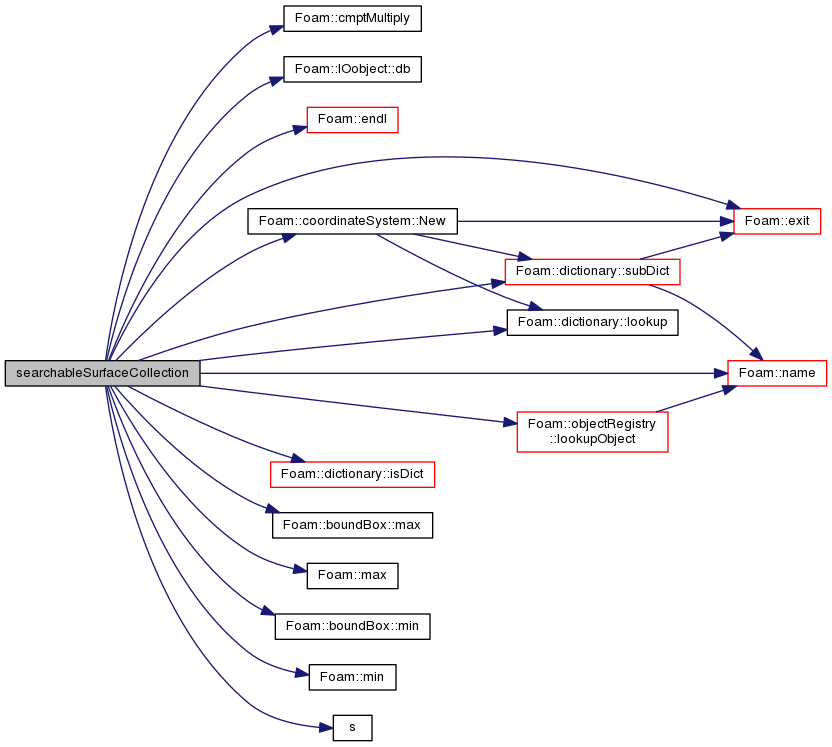 Foam::cmptMultiply
Foam::IOobject::db
Foam::endl
Foam::coordinateSystem::New
Foam::exit
Foam::dictionary::subDict
Foam::dictionary::lookup
searchableSurfaceCollection
Foam::name
Foam::objectRegistry
::lookupObject
Foam::dictionary::isDict
Foam::boundBox::max
Foam::max
Foam::boundBox::min
Foam::min
s